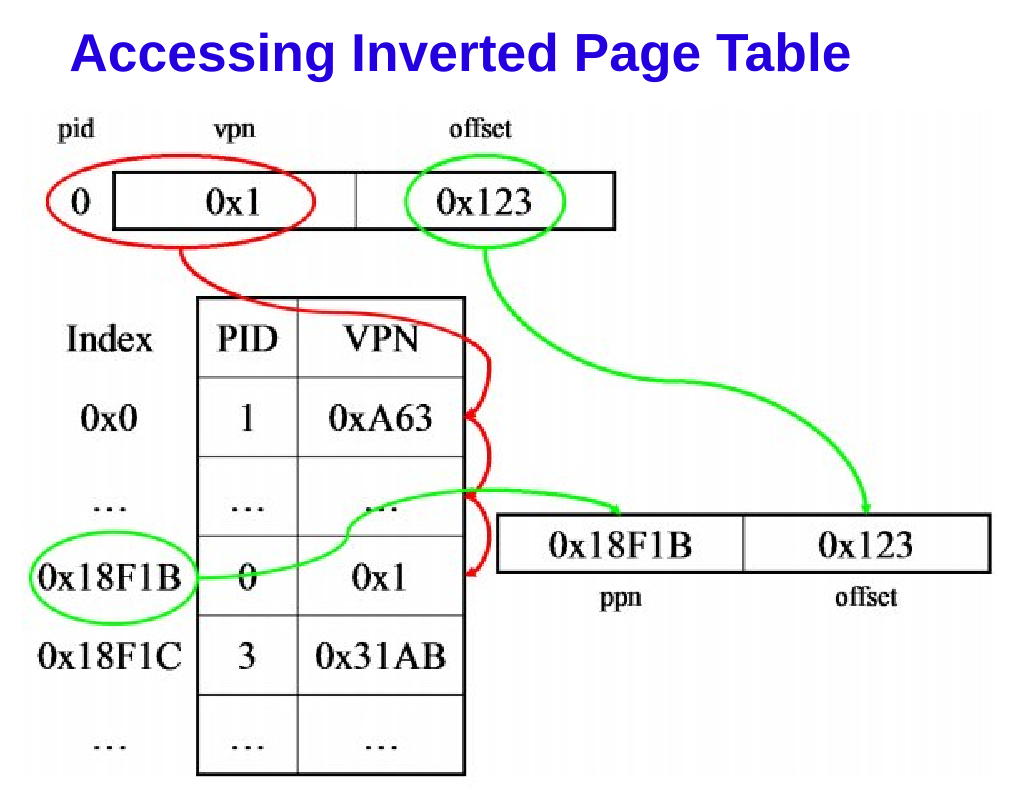 Accessing Inverted Page Table
pid vpn offset
0 0x1 0x123
Index PID VPN
0x0 1 0xA63
... ... ...
0x18F1B 0 0x1
0x18F1C 3 0x31AB
... ... ...
0x18F1B 0x123
ppn offset